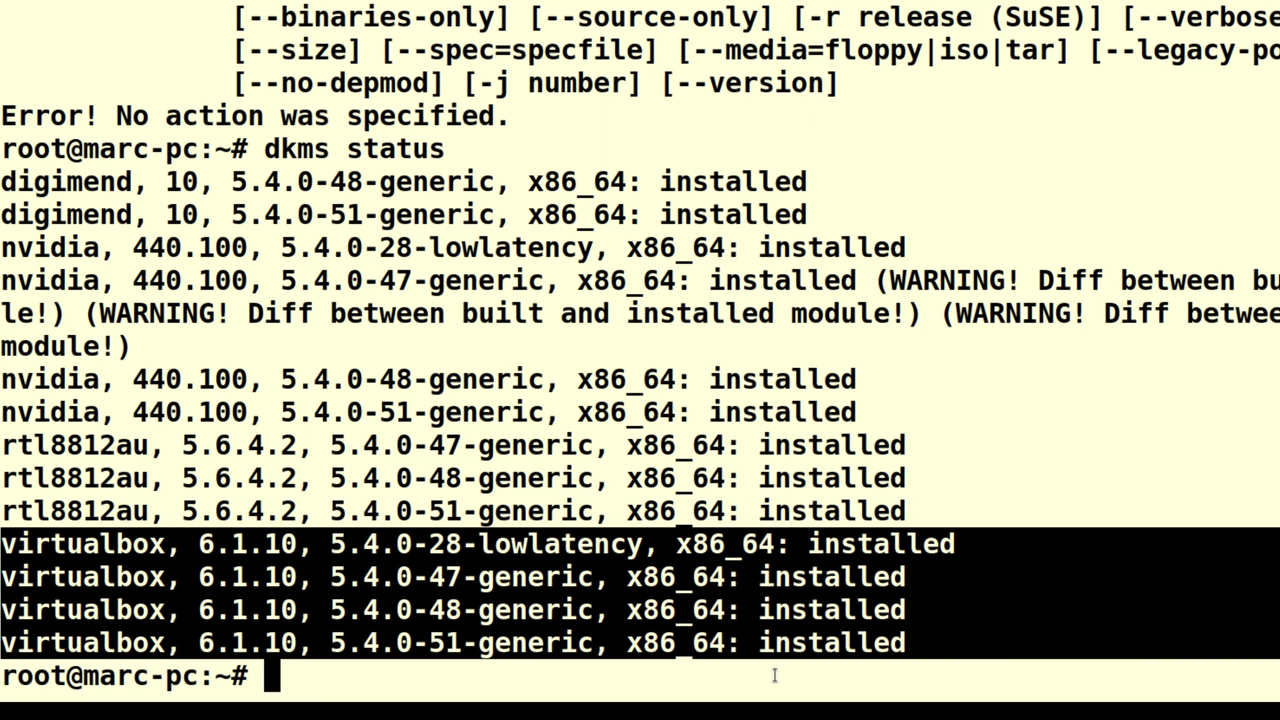 [--binaries-only] [--source-only] [-r release (SuSE)] [--verbose
[--size] [--spec=specfile] [--media=floppy|iso|tar] [--legacy-po
[--no-depmod] [-j number] [--version]
Error! No action was specified.
root@marc-pc:~# dkms status
digimend, 10, 5.4.0-48-generic, x86_64: installed
digimend, 10, 5.4.0-51-generic, x86_64: installed
nvidia, 440.100, 5.4.0-28-lowlatency, x86_64: installed
nvidia, 440.100, 5.4.0-47-generic, x86_64: installed (WARNING! Diff between bu
le!) (WARNING! Diff between built and installed module!) (WARNING! Diff betwee
module!)
nvidia, 440.100, 5.4.0-48-generic, x86_64: installed
nvidia, 440.100, 5.4.0-51-generic, x86_64: installed
rtl8812au, 5.6.4.2, 5.4.0-47-generic, x86_64: installed
rtl8812au, 5.6.4.2, 5.4.0-48-generic, x86_64: installed
rtl8812au, 5.6.4.2, 5.4.0-51-generic, x86_64: installed
virtualbox, 6.1.10, 5.4.0-28-lowlatency, x86_64: installed
virtualbox, 6.1.10, 5.4.0-47-generic, x86_64: installed
virtualbox, 6.1.10, 5.4.0-48-generic, x86_64: installed
virtualbox, 6.1.10, 5.4.0-51-generic, x86_64: installed
root@marc-pc:~#